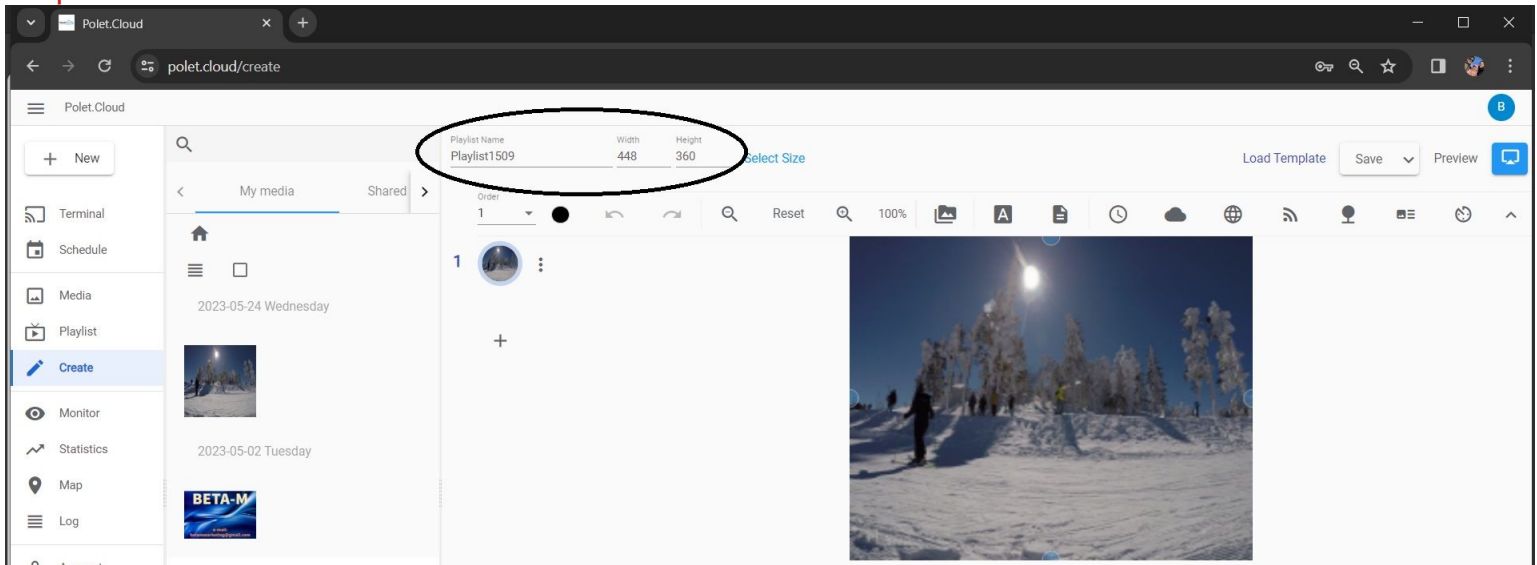 Polet.Cloud
polet.cloud/create
Polet.Cloud
B
New
Terminal
Schedule
Media
Playlist
Create
Monitor
Statistics
Map
Log
My media
Shared
2023-05-24 Wednesday
2023-05-02 Tuesday
BETA-M
Playlist Name
Playlist1509
Width
448
Height
360
Select Size
Load Template
Save
Preview
Order
1
Reset
100%
A
1